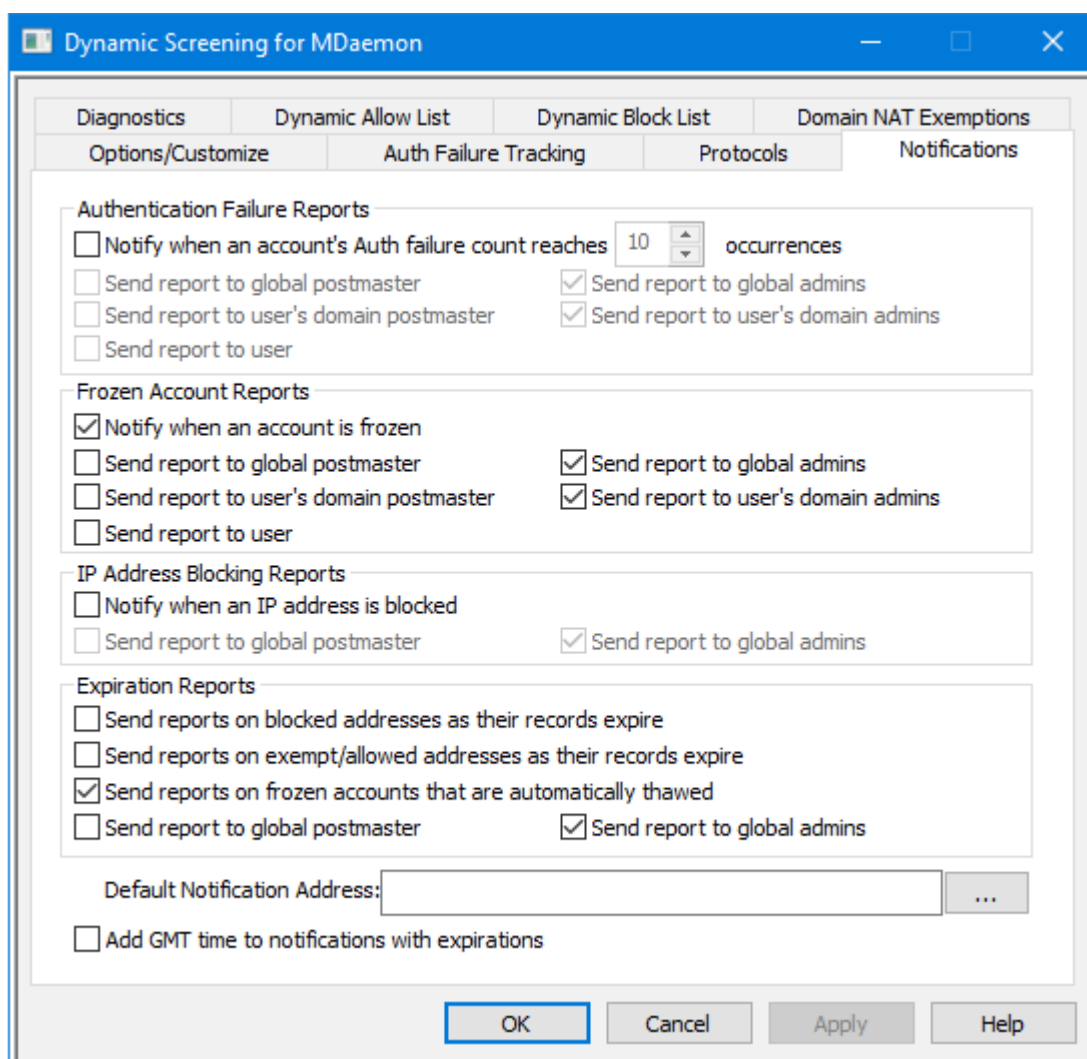 Dynamic Screening for MDaemon
Diagnostics Dynamic Allow List Dynamic Block List Domain NAT Exemptions
Options/Customize Auth Failure Tracking Protocols Notifications
Authentication Failure Reports
Notify when an account's Auth failure count reaches 10 occurrences
Send report to global postmaster Send report to global admins
Send report to user's domain postmaster Send report to user's domain admins
Send report to user
Frozen Account Reports
Notify when an account is frozen
Send report to global postmaster Send report to global admins
Send report to user's domain postmaster Send report to user's domain admins
Send report to user
IP Address Blocking Reports
Notify when an IP address is blocked
Send report to global postmaster Send report to global admins
Expiration Reports
Send reports on blocked addresses as their records expire
Send reports on exempt/allowed addresses as their records expire
Send reports on frozen accounts that are automatically thawed
Send report to global postmaster Send report to global admins
Default Notification Address: ...
Add GMT time to notifications with expirations
OK Cancel Apply Help